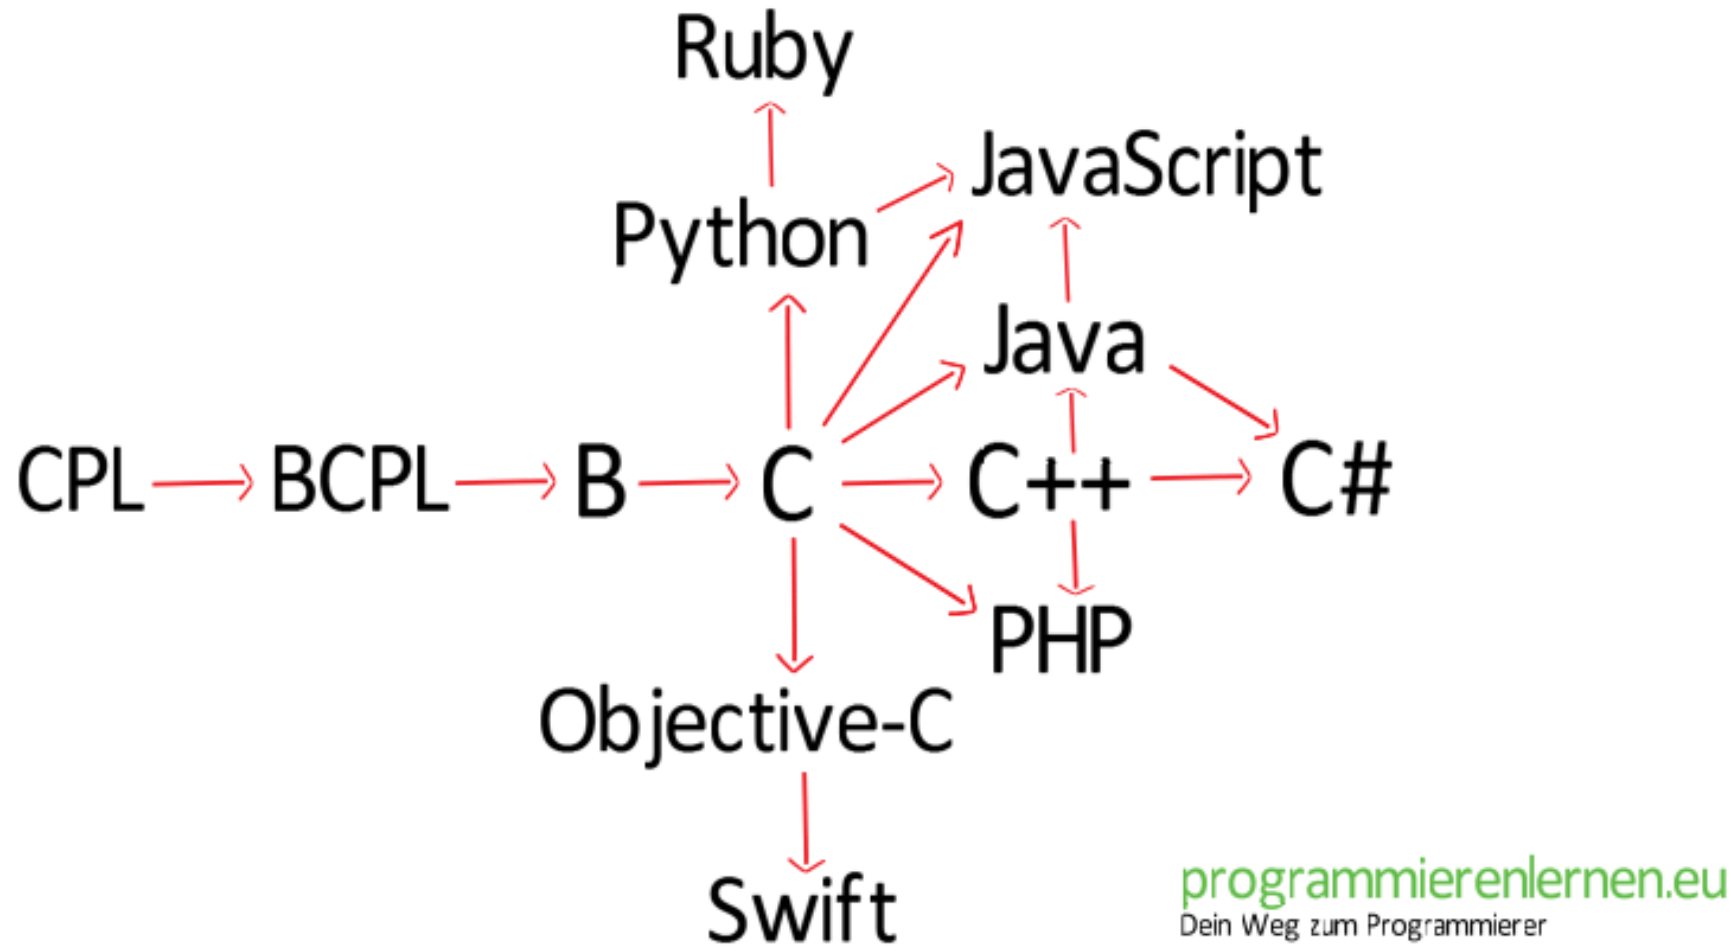 Ruby
JavaScript
Python
Java
CPL BCPL B C C++ C#
PHP
Objective-C
Swift
programmierenlernen.eu
Dein Weg zum Programmierer